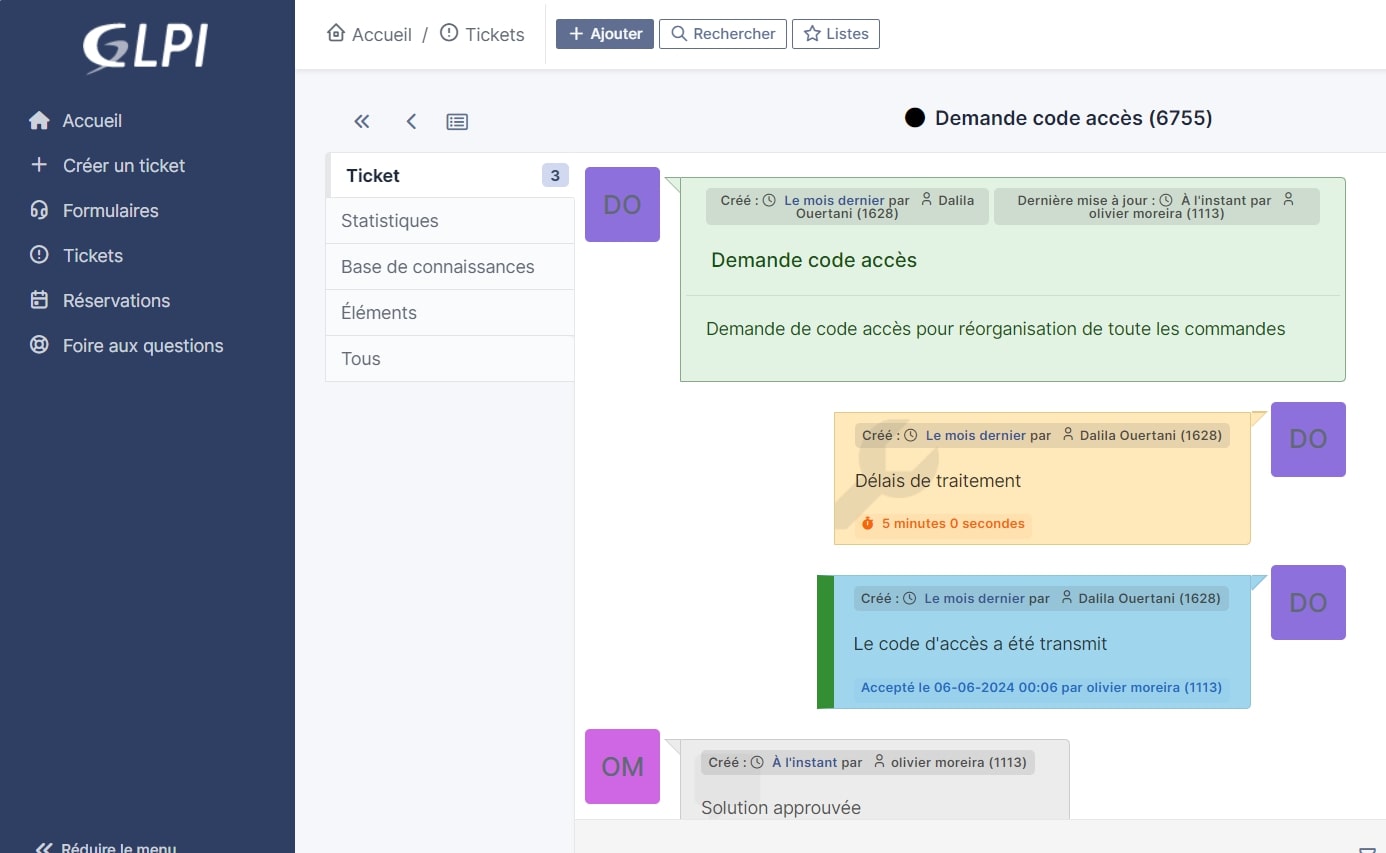 GLPI
Accueil
Créer un ticket
Formulaires
Tickets
Réservations
Foire aux questions
Réduire le menu
Accueil / Tickets
Ajouter
Rechercher
Listes
Demande code accès (6755)
Ticket 3
Statistiques
Base de connaissances
Éléments
Tous
DO
Créé : Le mois dernier par Dalila
Ouertani (1628)
Dernière mise à jour : À l'instant par
olivier moreira (1113)
Demande code accès
Demande de code accès pour réorganisation de toute les commandes
Créé : Le mois dernier par Dalila Ouertani (1628)
DO
Délais de traitement
5 minutes 0 secondes
Créé : Le mois dernier par Dalila Ouertani (1628)
DO
Le code d'accès a été transmit
Accepté le 06-06-2024 00:06 par olivier moreira (1113)
OM
Créé : À l'instant par olivier moreira (1113)
Solution approuvée